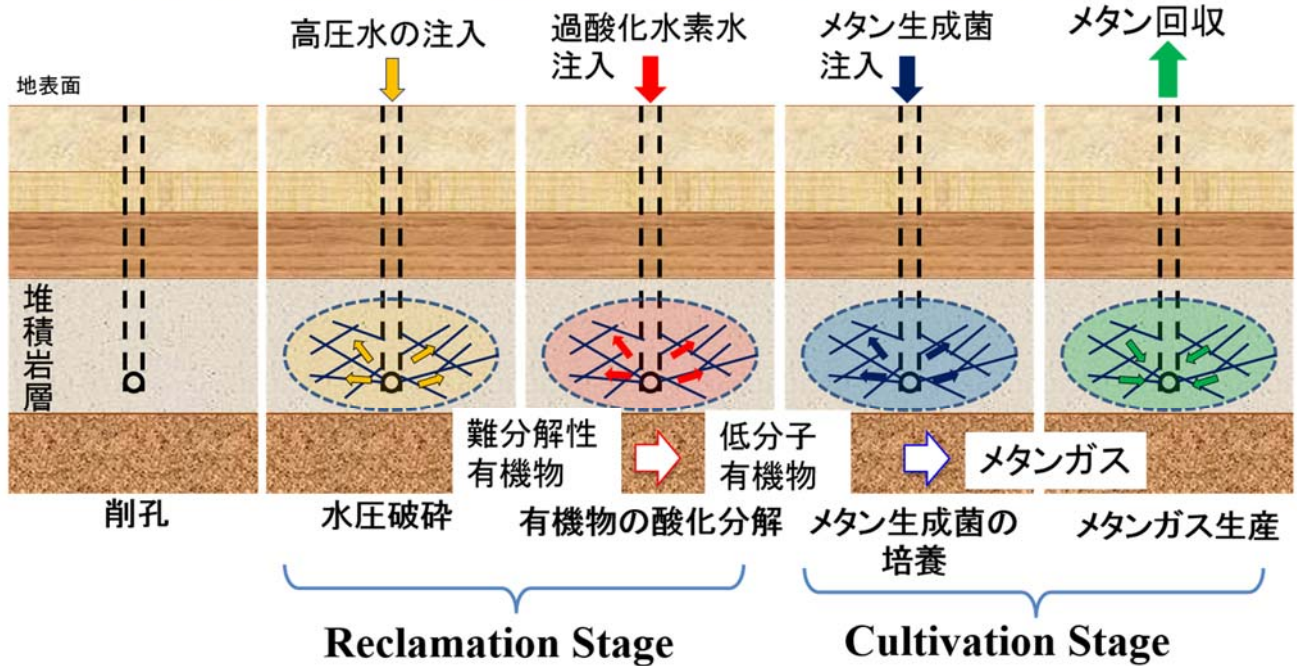 高圧水の注入
過酸化水素水
注入
メタン生成菌
注入
メタン回収
地表面
堆積岩層
難分解性
有機物
低分子
有機物
メタンガス
削孔
水圧破砕
有機物の酸化分解
メタン生成菌の
培養
メタンガス生産
Reclamation Stage
Cultivation Stage